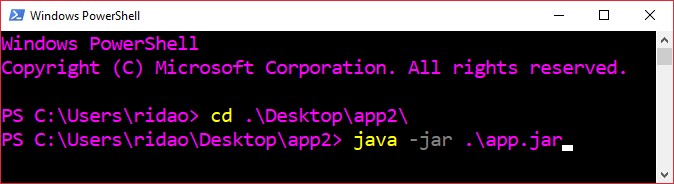 Windows PowerShell
Windows PowerShell
Copyright (C) Microsoft Corporation. All rights reserved.
PS C:\Users\ridao> cd .\Desktop\app2\
PS C:\Users\ridao\Desktop\app2> java -jar .\app.jar